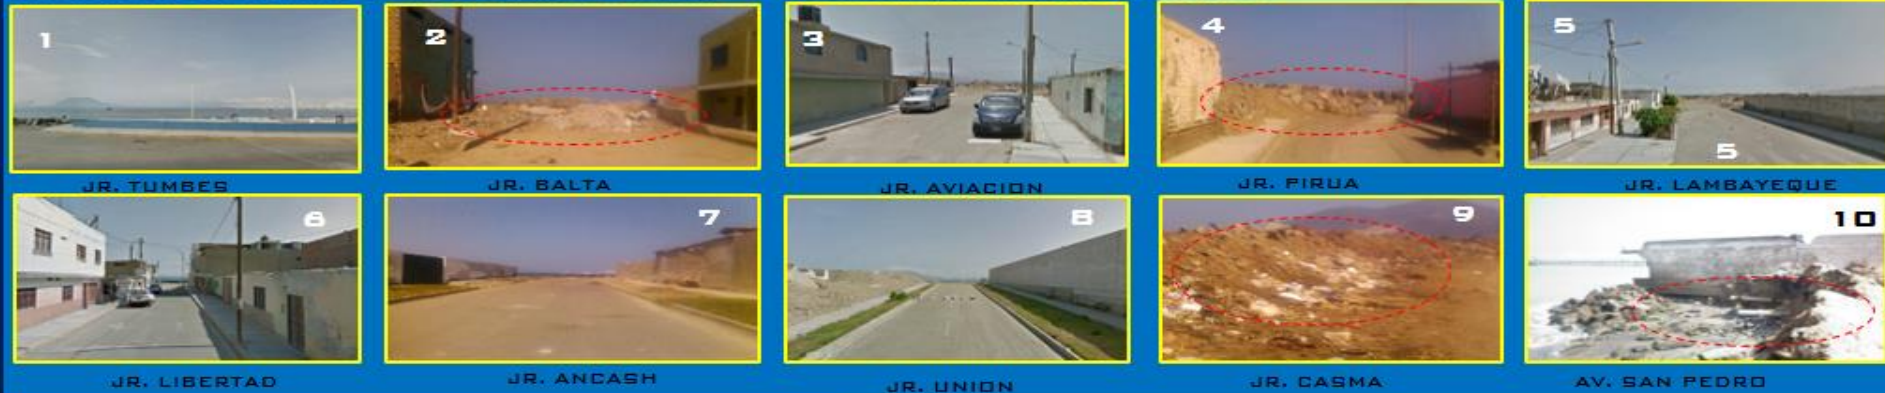 1
2
3
4
5
5
JR. TUMBES
JR. BALTA
JR. AVIACION
JR. PIRUA
JR. LAMBAYEQUE
6
7
8
9
10
JR. LIBERTAD
JR. ANCASH
JR. UNION
JR. CASMA
AV. SAN PEDRO